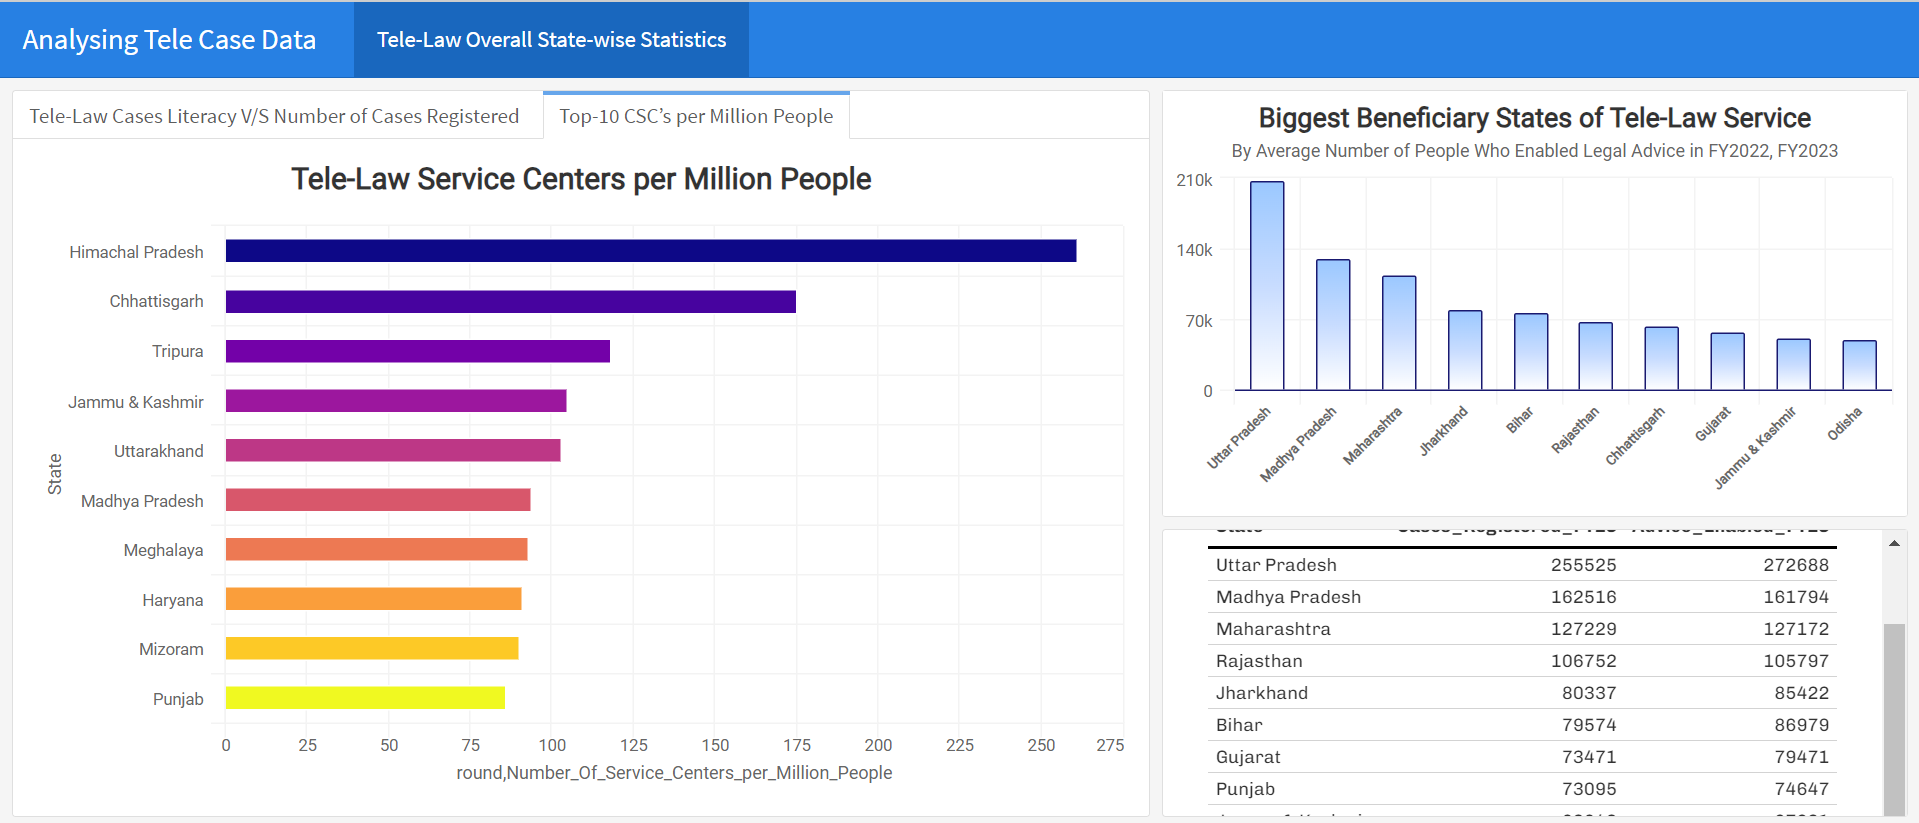 Analysing Tele Case Data
Tele-Law Overall State-wise Statistics
Tele-Law Cases Literacy V/S Number of Cases Registered
Top-10 CSC’s per Million People
Tele-Law Service Centers per Million People
State
Himachal Pradesh
Chhattisgarh
Tripura
Jammu & Kashmir
Uttarakhand
Madhya Pradesh
Meghalaya
Haryana
Mizoram
Punjab
0 25 50 75 100 125 150 175 200 225 250 275
round,Number_Of_Service_Centers_per_Million_People
Biggest Beneficiary States of Tele-Law Service
By Average Number of People Who Enabled Legal Advice in FY2022, FY2023
210k
140k
70k
0
Uttar Pradesh Madhya Pradesh Maharashtra Jharkhand Bihar Rajasthan Chhattisgarh Gujarat Jammu & Kashmir Odisha
Uttar Pradesh 255525 272688
Madhya Pradesh 162516 161794
Maharashtra 127229 127172
Rajasthan 106752 105797
Jharkhand 80337 85422
Bihar 79574 86979
Gujarat 73471 79471
Punjab 73095 74647